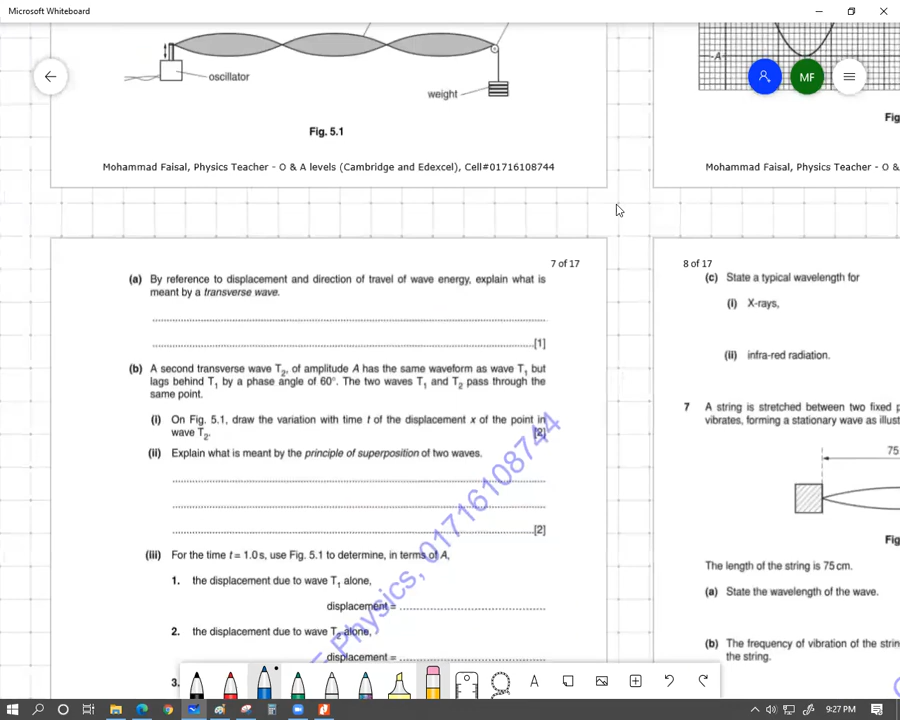 Microsoft Whiteboard
oscillator
weight
Fig. 5.1
Mohammad Faisal, Physics Teacher - O & A levels (Cambridge and Edexcel), Cell#01716108744
-A
MF
Fig
Mohammad Faisal, Physics Teacher - O & A levels
7 of 17
(a) By reference to displacement and direction of travel of wave energy, explain what is
meant by a transverse wave.
[1]
(b) A second transverse wave T2, of amplitude A has the same waveform as wave T1 but
lags behind T1 by a phase angle of 60°. The two waves T1 and T2 pass through the
same point.
(i) On Fig. 5.1, draw the variation with time t of the displacement x of the point in
wave T2. [2]
(ii) Explain what is meant by the principle of superposition of two waves.
[2]
(iii) For the time t = 1.0 s, use Fig. 5.1 to determine, in terms of A,
1. the displacement due to wave T1 alone,
displacement =
2. the displacement due to wave T2 alone,
displacement =
3.
Physics, 01716108744
8 of 17
(c) State a typical wavelength for
(i) X-rays,
(ii) infra-red radiation.
7 A string is stretched between two fixed p
vibrates, forming a stationary wave as illust
75
Fig
The length of the string is 75 cm.
(a) State the wavelength of the wave.
(b) The frequency of vibration of the strin
the string.
A
9:27 PM